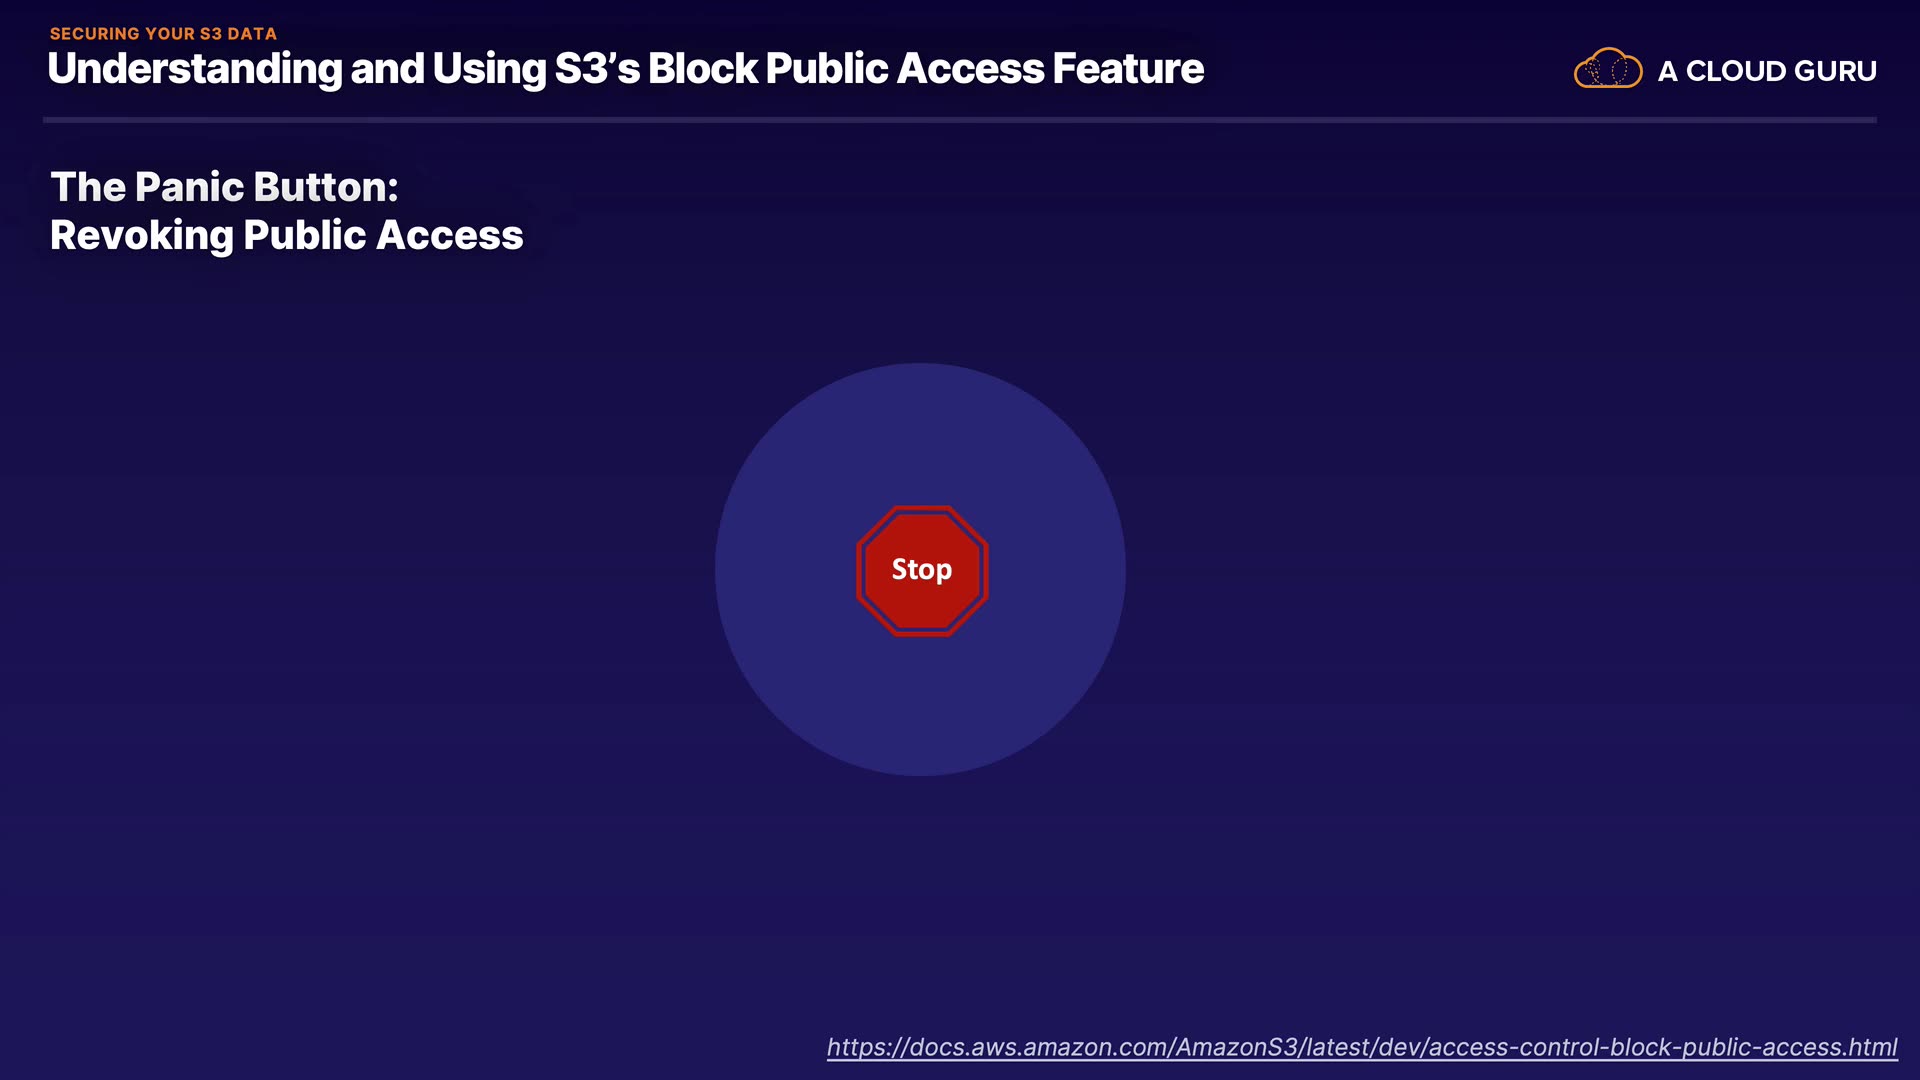 SECURING YOUR S3 DATA
Understanding and Using S3’s Block Public Access Feature
A CLOUD GURU
The Panic Button:
Revoking Public Access
Stop
https://docs.aws.amazon.com/AmazonS3/latest/dev/access-control-block-public-access.html